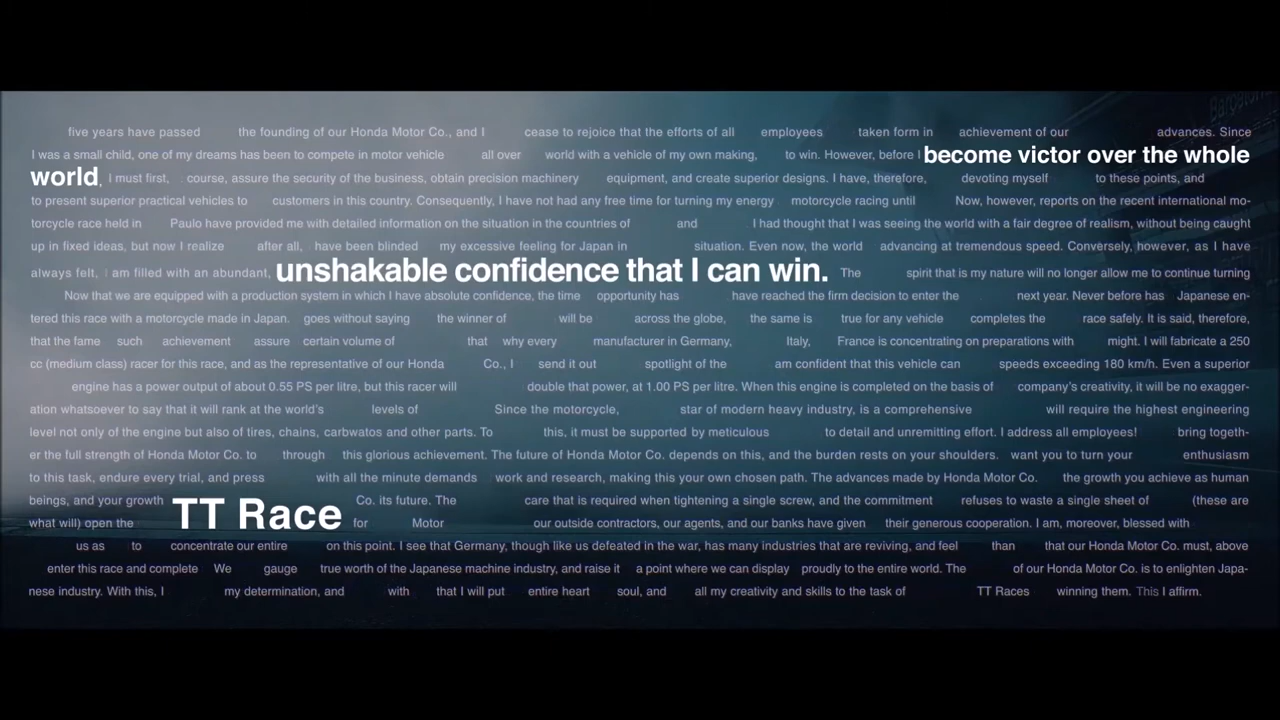 five years have passed the founding of our Honda Motor Co., and I cease to rejoice that the efforts of all employees taken form in achievement of our advances. Since
I was a small child, one of my dreams has been to compete in motor vehicle all over world with a vehicle of my own making, to win. However, before I become victor over the whole
world, I must first, course, assure the security of the business, obtain precision machinery equipment, and create superior designs. I have, therefore, devoting myself to these points, and
to present superior practical vehicles to customers in this country. Consequently, I have not had any free time for turning my energy motorcycle racing until Now, however, reports on the recent international mo-
torcycle race held in Paulo have provided me with detailed information on the situation in the countries of and I had thought that I was seeing the world with a fair degree of realism, without being caught
up in fixed ideas, but now I realize after all, have been blinded my excessive feeling for Japan in situation. Even now, the world advancing at tremendous speed. Conversely, however, as I have
always felt, I am filled with an abundant, unshakable confidence that I can win. The spirit that is my nature will no longer allow me to continue turning
Now that we are equipped with a production system in which I have absolute confidence, the time opportunity has have reached the firm decision to enter the next year. Never before has Japanese en-
tered this race with a motorcycle made in Japan. goes without saying the winner of will be across the globe, the same is true for any vehicle completes the race safely. It is said, therefore,
that the fame such achievement assure certain volume of that why every manufacturer in Germany, Italy, France is concentrating on preparations with might. I will fabricate a 250
cc (medium class) racer for this race, and as the representative of our Honda Co., I send it out spotlight of the am confident that this vehicle can speeds exceeding 180 km/h. Even a superior
engine has a power output of about 0.55 PS per litre, but this racer will double that power, at 1.00 PS per litre. When this engine is completed on the basis of company's creativity, it will be no exagger-
ation whatsoever to say that it will rank at the world's levels of Since the motorcycle, star of modern heavy industry, is a comprehensive will require the highest engineering
level not only of the engine but also of tires, chains, carbwatos and other parts. To this, it must be supported by meticulous to detail and unremitting effort. I address all employees! bring togeth-
er the full strength of Honda Motor Co. to through this glorious achievement. The future of Honda Motor Co. depends on this, and the burden rests on your shoulders. want you to turn your enthusiasm
to this task, endure every trial, and press with all the minute demands work and research, making this your own chosen path. The advances made by Honda Motor Co. the growth you achieve as human
beings, and your growth TT Race Co. its future. The care that is required when tightening a single screw, and the commitment refuses to waste a single sheet of (these are
what will) open the for Motor our outside contractors, our agents, and our banks have given their generous cooperation. I am, moreover, blessed with
us as to concentrate our entire on this point. I see that Germany, though like us defeated in the war, has many industries that are reviving, and feel than that our Honda Motor Co. must, above
enter this race and complete We gauge true worth of the Japanese machine industry, and raise it a point where we can display proudly to the entire world. The of our Honda Motor Co. is to enlighten Japa-
nese industry. With this, I my determination, and with that I will put entire heart soul, and all my creativity and skills to the task of TT Races winning them. This I affirm.